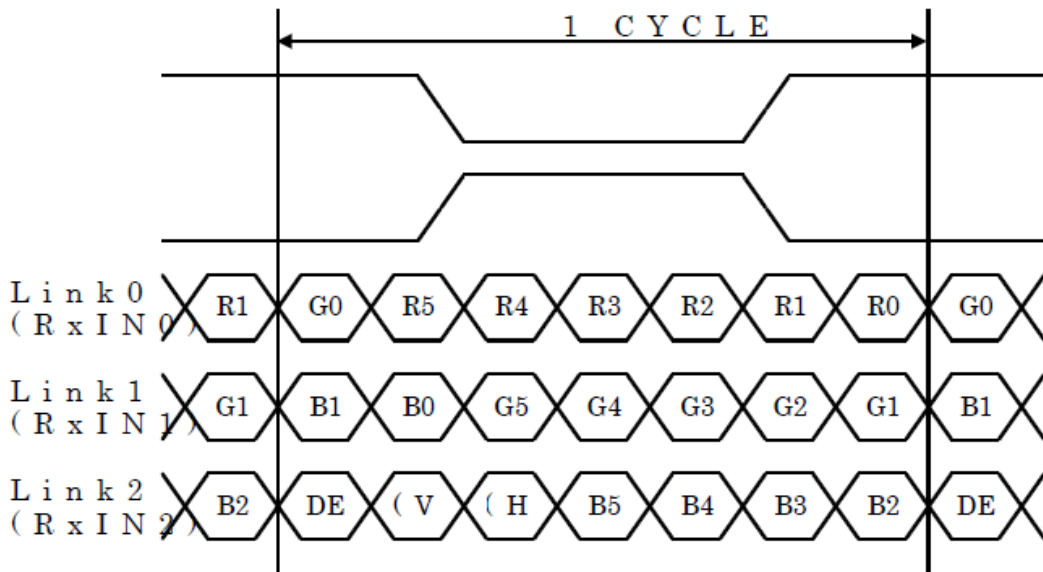 1 CYCLE
Link0
(RxIN0)
R1 G0 R5 R4 R3 R2 R1 R0 G0
Link1
(RxIN1)
G1 B1 B0 G5 G4 G3 G2 G1 B1
Link2
(RxIN2)
B2 DE (V (H B5 B4 B3 B2 DE